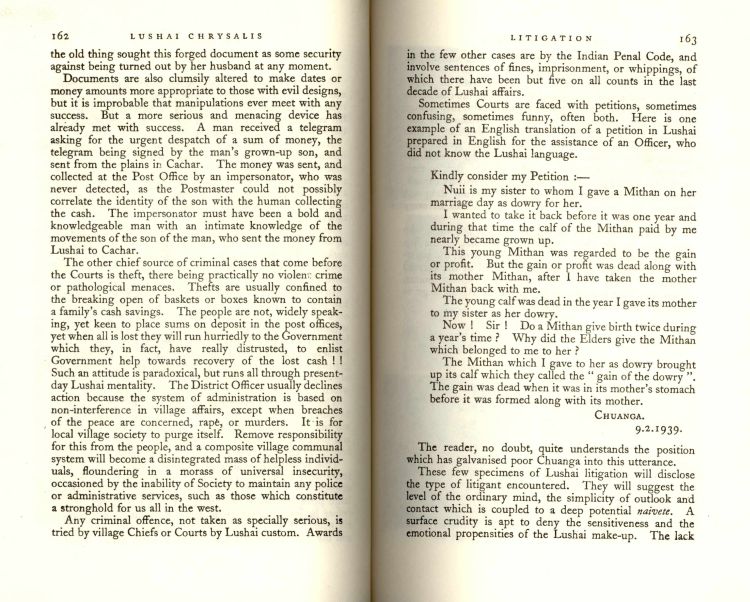 162 LUSHAI CHRYSALIS
the old thing sought this forged document as some security
against being turned out by her husband at any moment.
Documents are also clumsily altered to make dates or
money amounts more appropriate to those with evil designs,
but it is improbable that manipulations ever meet with any
success. But a more serious and menacing device has
already met with success. A man received a telegram
asking for the urgent despatch of a sum of money, the
telegram being signed by the man's grown-up son, and
sent from the plains in Cachar. The money was sent, and
collected at the Post Office by an impersonator, who was
never detected, as the Postmaster could not possibly
correlate the identity of the son with the human collecting
the cash. The impersonator must have been a bold and
knowledgeable man with an intimate knowledge of the
movements of the son of the man, who sent the money from
Lushai to Cachar.
The other chief source of criminal cases that come before
the Courts is theft, there being practically no violent crime
or pathological menaces. Thefts are usually confined to
the breaking open of baskets or boxes known to contain
a family's cash savings. The people are not, widely speak-
ing, yet keen to place sums on deposit in the post offices,
yet when all is lost they will run hurriedly to the Government
which they, in fact, have really distrusted, to enlist
Government help towards recovery of the lost cash ! !
Such an attitude is paradoxical, but runs all through present-
day Lushai mentality. The District Officer usually declines
action because the system of administration is based on
non-interference in village affairs, except when breaches
of the peace are concerned, rape, or murders. It is for
local village society to purge itself. Remove responsibility
for this from the people, and a composite village communal
system will become a disintegrated mass of helpless individ-
uals, floundering in a morass of universal insecurity,
occasioned by the inability of Society to maintain any police
or administrative services, such as those which constitute
a stronghold for us all in the west.
Any criminal offence, not taken as specially serious, is
tried by village Chiefs or Courts by Lushai custom. Awards
LITIGATION 163
in the few other cases are by the Indian Penal Code, and
involve sentences of fines, imprisonment, or whippings, of
which there have been but five on all counts in the last
decade of Lushai affairs.
Sometimes Courts are faced with petitions, sometimes
confusing, sometimes funny, often both. Here is one
example of an English translation of a petition in Lushai
prepared in English for the assistance of an Officer, who
did not know the Lushai language.
Kindly consider my Petition :—
Nuii is my sister to whom I gave a Mithan on her
marriage day as dowry for her.
I wanted to take it back before it was one year and
during that time the calf of the Mithan paid by me
nearly became grown up.
This young Mithan was regarded to be the gain
or profit. But the gain or profit was dead along with
its mother Mithan, after I have taken the mother
Mithan back with me.
The young calf was dead in the year I gave its mother
to my sister as her dowry.
Now ! Sir ! Do a Mithan give birth twice during
a year's time ? Why did the Elders give the Mithan
which belonged to me to her ?
The Mithan which I gave to her as dowry brought
up its calf which they called the “ gain of the dowry ”.
The gain was dead when it was in its mother's stomach
before it was formed along with its mother.
CHUANGA.
9.2.1939.
The reader, no doubt, quite understands the position
which has galvanised poor Chuanga into this utterance.
These few specimens of Lushai litigation will disclose
the type of litigant encountered. They will suggest the
level of the ordinary mind, the simplicity of outlook and
contact which is coupled to a deep potential naivete. A
surface crudity is apt to deny the sensitiveness and the
emotional propensities of the Lushai make-up. The lack